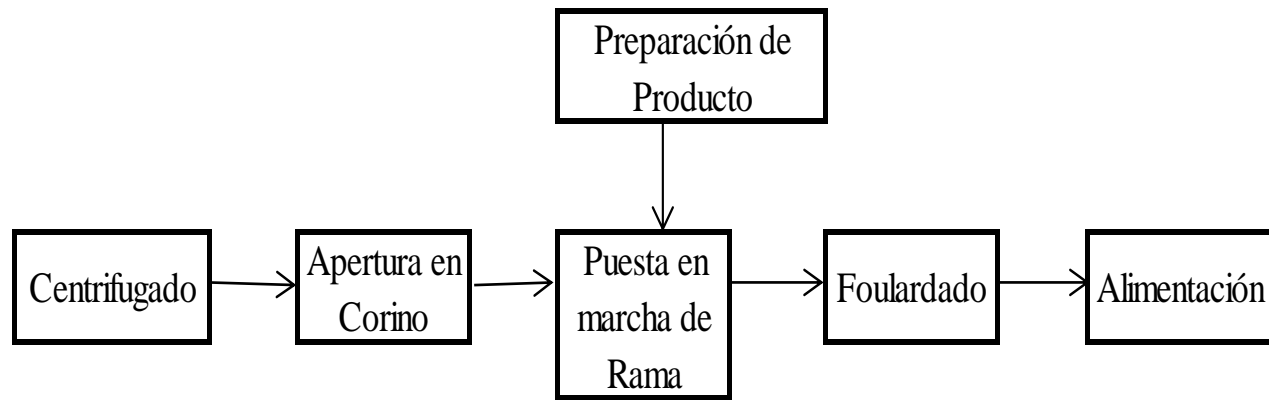 Preparación de
Producto
Centrifugado
Apertura en
Corino
Puesta en
marcha de
Rama
Foulardado
Alimentación